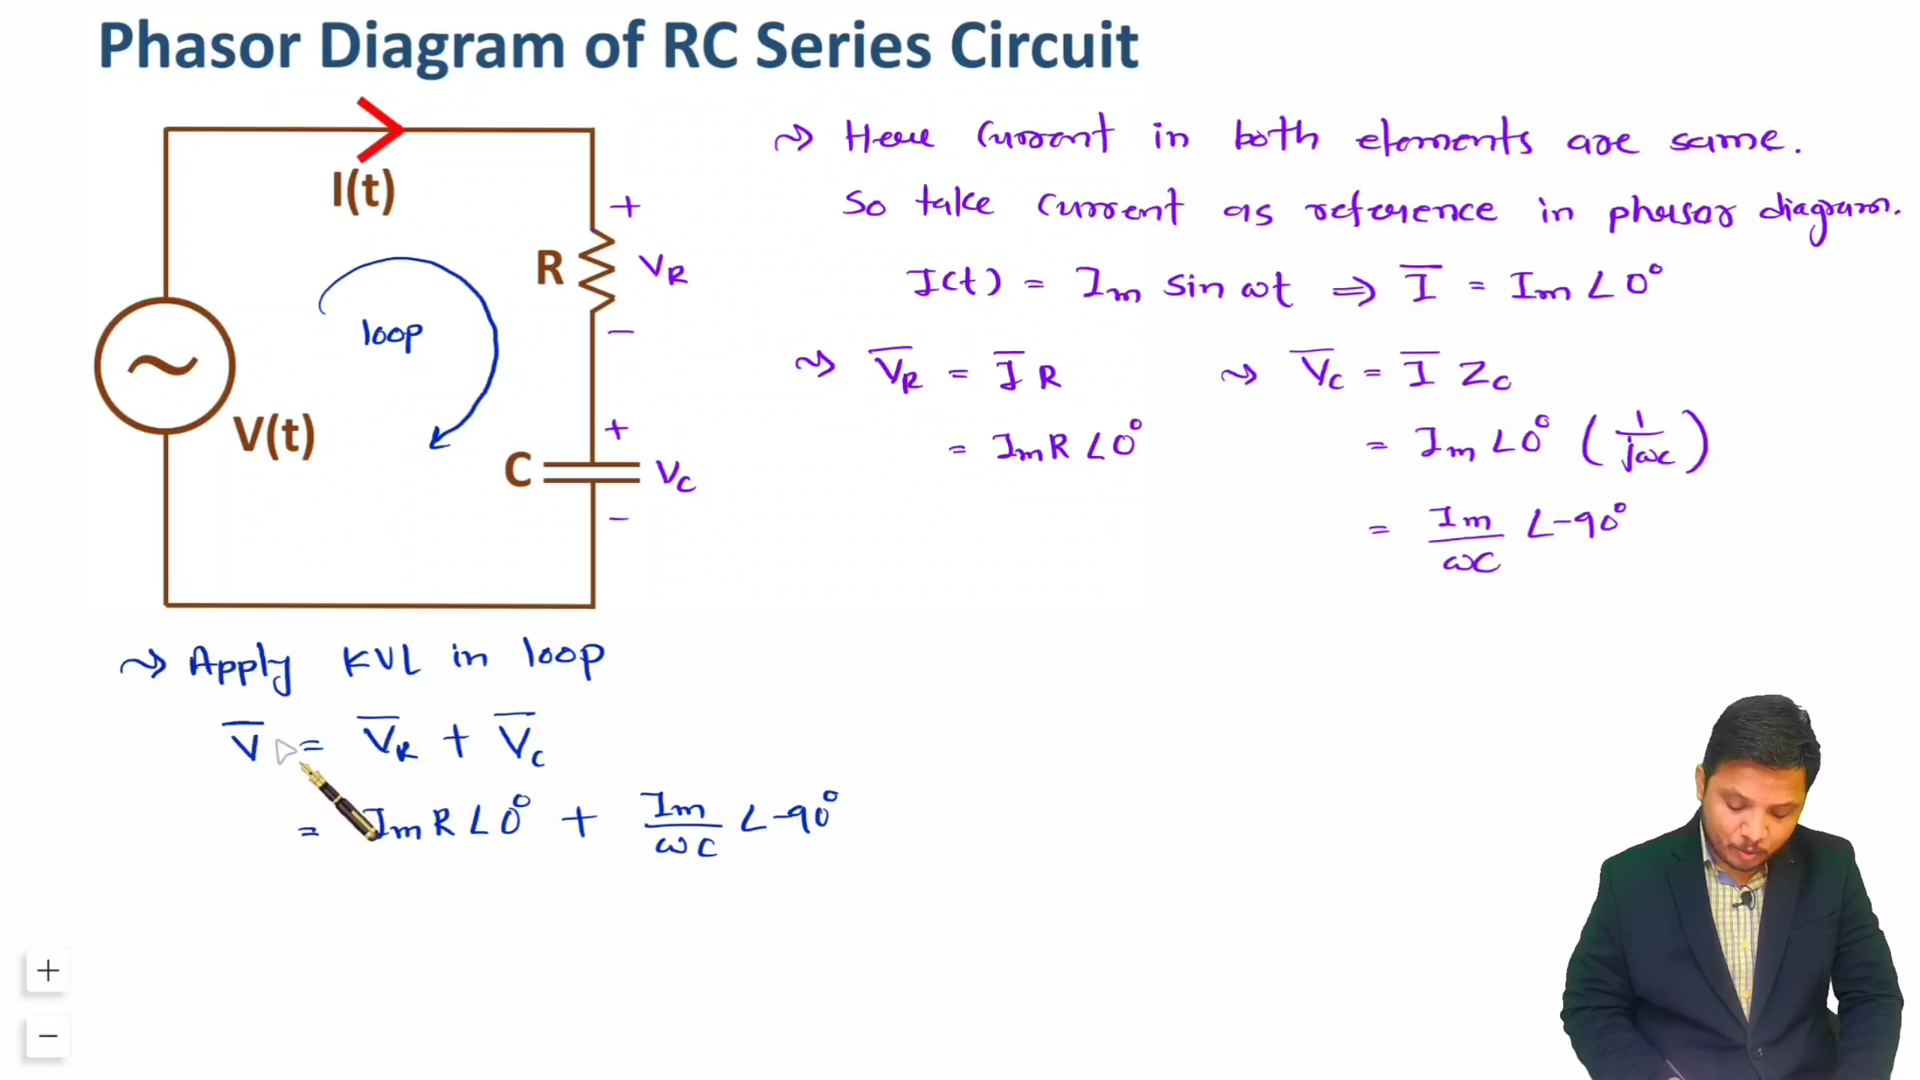 Phasor Diagram of RC Series Circuit
I(t)
+
R
VR
−
loop
V(t)
+
C
VC
−
~> Here current in both elements are same.
So take current as reference in phasor diagram.
I(t) = Im sin ωt ⇒ I̅ = Im ∠0°
~> V̅R = I̅ R
= ImR ∠0°
~> V̅C = I̅ ZC
= Im ∠0° (1/jωC)
= Im/ωC ∠-90°
~> Apply KVL in loop
V̅ = V̅R + V̅C
= ImR ∠0° + Im/ωC ∠-90°
+
−